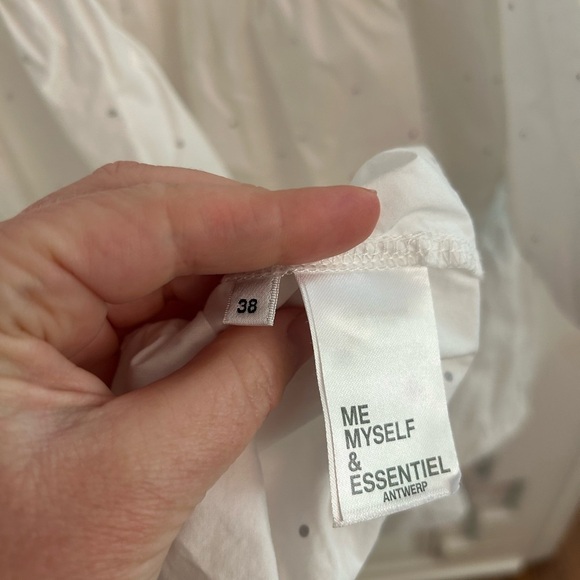 38
ME
MYSELF
&
ESSENTIEL
ANTWERP